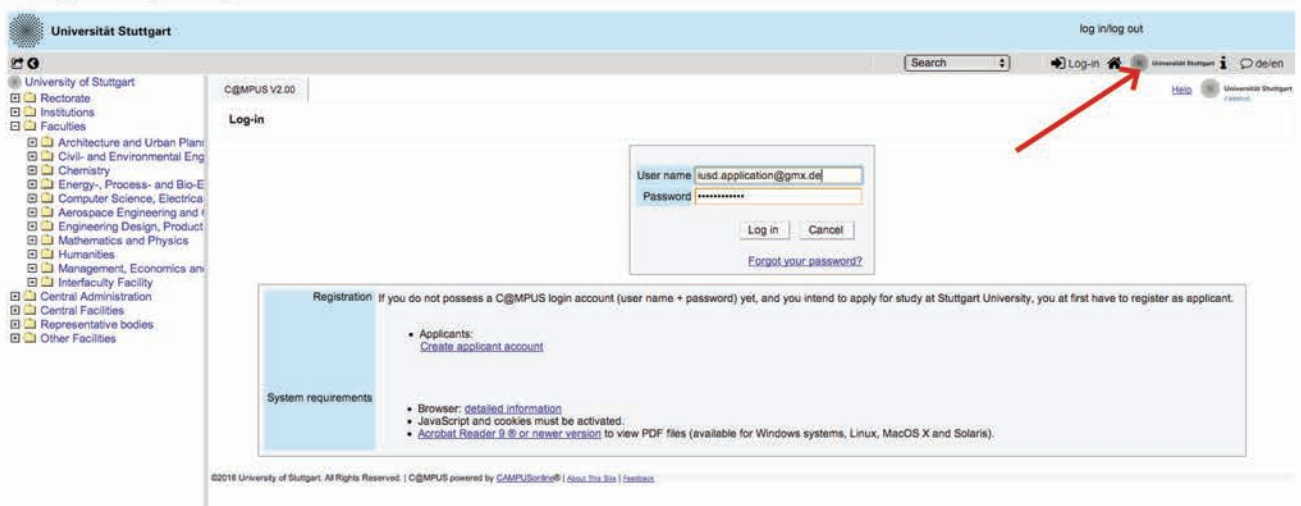 Universität Stuttgart
log in/log out
Search
Log-in
Universität Stuttgart
de/en
University of Stuttgart
Rectorate
Institutions
Faculties
Architecture and Urban Plan
Civil- and Environmental Eng
Chemistry
Energy-, Process- and Bio-E
Computer Science, Electrica
Aerospace Engineering and
Engineering Design, Product
Mathematics and Physics
Humanities
Management, Economics an
Interfaculty Facility
Central Administration
Central Facilities
Representative bodies
Other Facilities
C@MPUS V2.00
Help
Universität Stuttgart
Log-in
User name iusd.application@gmx.de
Password ••••••••••••
Log in Cancel
Forgot your password?
Registration If you do not possess a C@MPUS login account (user name + password) yet, and you intend to apply for study at Stuttgart University, you at first have to register as applicant.
• Applicants:
Create applicant account
System requirements
• Browser: detailed information
• JavaScript and cookies must be activated.
• Acrobat Reader 9 ® or newer version to view PDF files (available for Windows systems, Linux, MacOS X and Solaris).
©2016 University of Stuttgart. All Rights Reserved. | C@MPUS powered by CAMPUSonline® | About This Site | Feedback